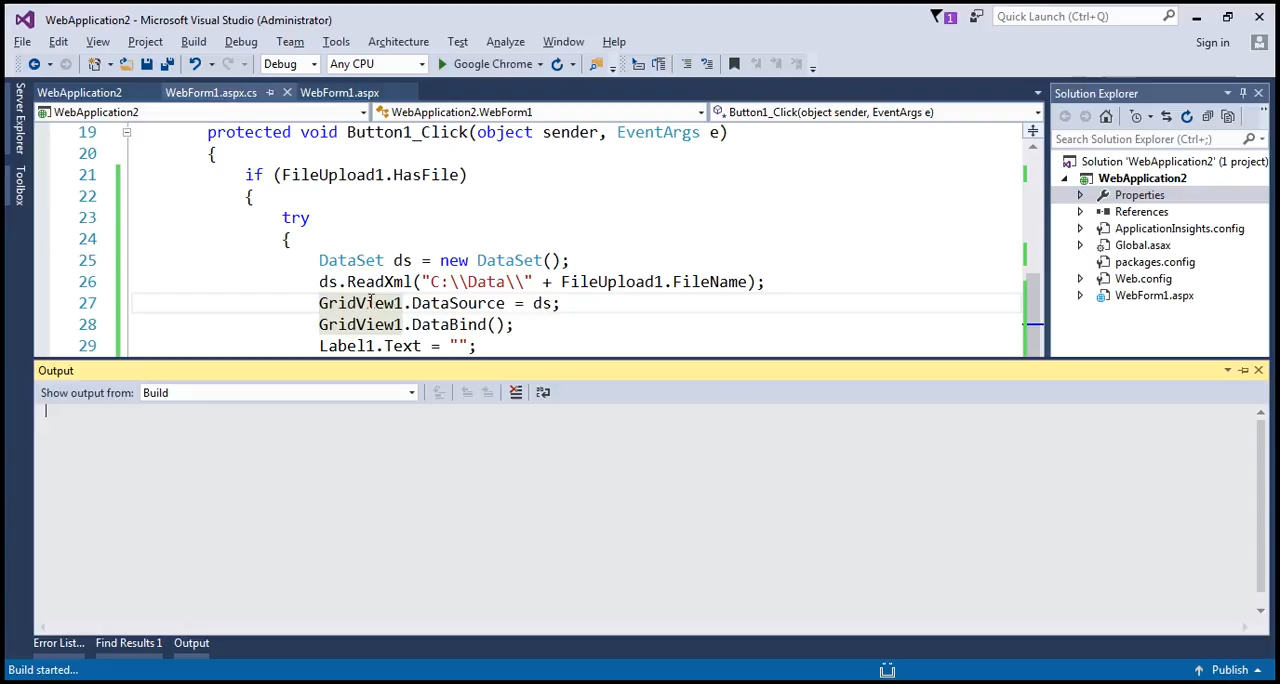 WebApplication2 - Microsoft Visual Studio (Administrator)
1
Quick Launch (Ctrl+Q)
File Edit View Project Build Debug Team Tools Architecture Test Analyze Window Help
Sign in
Debug Any CPU Google Chrome
Server Explorer
Toolbox
WebApplication2 WebForm1.aspx.cs WebForm1.aspx
WebApplication2 WebApplication2.WebForm1 Button1_Click(object sender, EventArgs e)
19 protected void Button1_Click(object sender, EventArgs e)
20 {
21 if (FileUpload1.HasFile)
22 {
23 try
24 {
25 DataSet ds = new DataSet();
26 ds.ReadXml("C:\\Data\\" + FileUpload1.FileName);
27 GridView1.DataSource = ds;
28 GridView1.DataBind();
29 Label1.Text = "";
Solution Explorer
Search Solution Explorer (Ctrl+;)
Solution 'WebApplication2' (1 project)
WebApplication2
Properties
References
ApplicationInsights.config
Global.asax
packages.config
Web.config
WebForm1.aspx
Output
Show output from: Build
Error List... Find Results 1 Output
Build started...
Publish